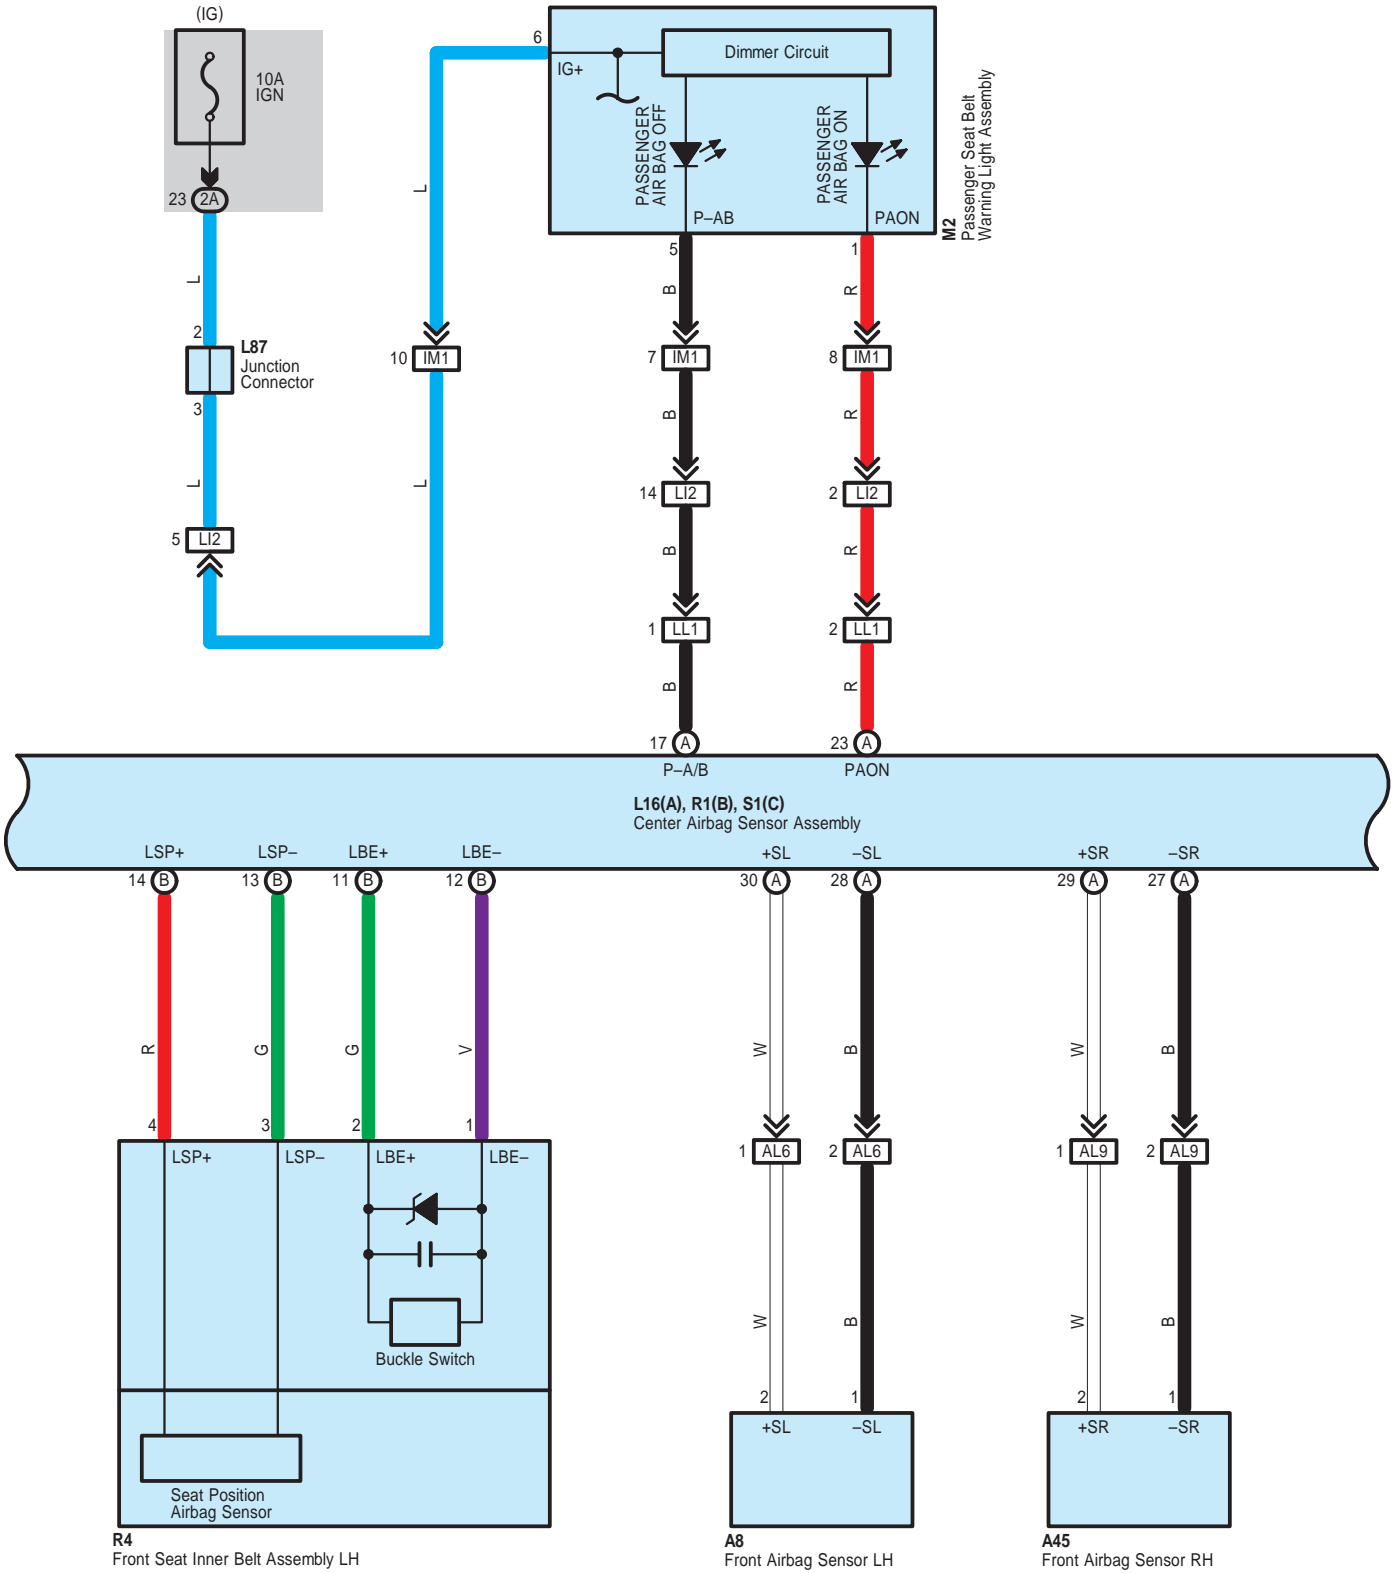 (IG)
10A
IGN
23 2A
L
2
L87
Junction
Connector
3
L
5 LI2
L
10 IM1
L
6
IG+
Dimmer Circuit
PASSENGER
AIR BAG OFF
PASSENGER
AIR BAG ON
P–AB
PAON
M2
Passenger Seat Belt
Warning Light Assembly
5
1
B
R
7 IM1
8 IM1
B
R
14 LI2
2 LI2
B
R
1 LL1
2 LL1
B
R
17 A
23 A
P–A/B
PAON
L16(A), R1(B), S1(C)
Center Airbag Sensor Assembly
LSP+
LSP–
LBE+
LBE–
+SL
–SL
+SR
–SR
14 B
13 B
11 B
12 B
30 A
28 A
29 A
27 A
R
G
G
V
W
B
W
B
4
3
2
1
1 AL6
2 AL6
1 AL9
2 AL9
LSP+
LSP–
LBE+
LBE–
Buckle Switch
W
B
W
B
2
1
2
1
+SL
–SL
+SR
–SR
Seat Position
Airbag Sensor
R4
Front Seat Inner Belt Assembly LH
A8
Front Airbag Sensor LH
A45
Front Airbag Sensor RH